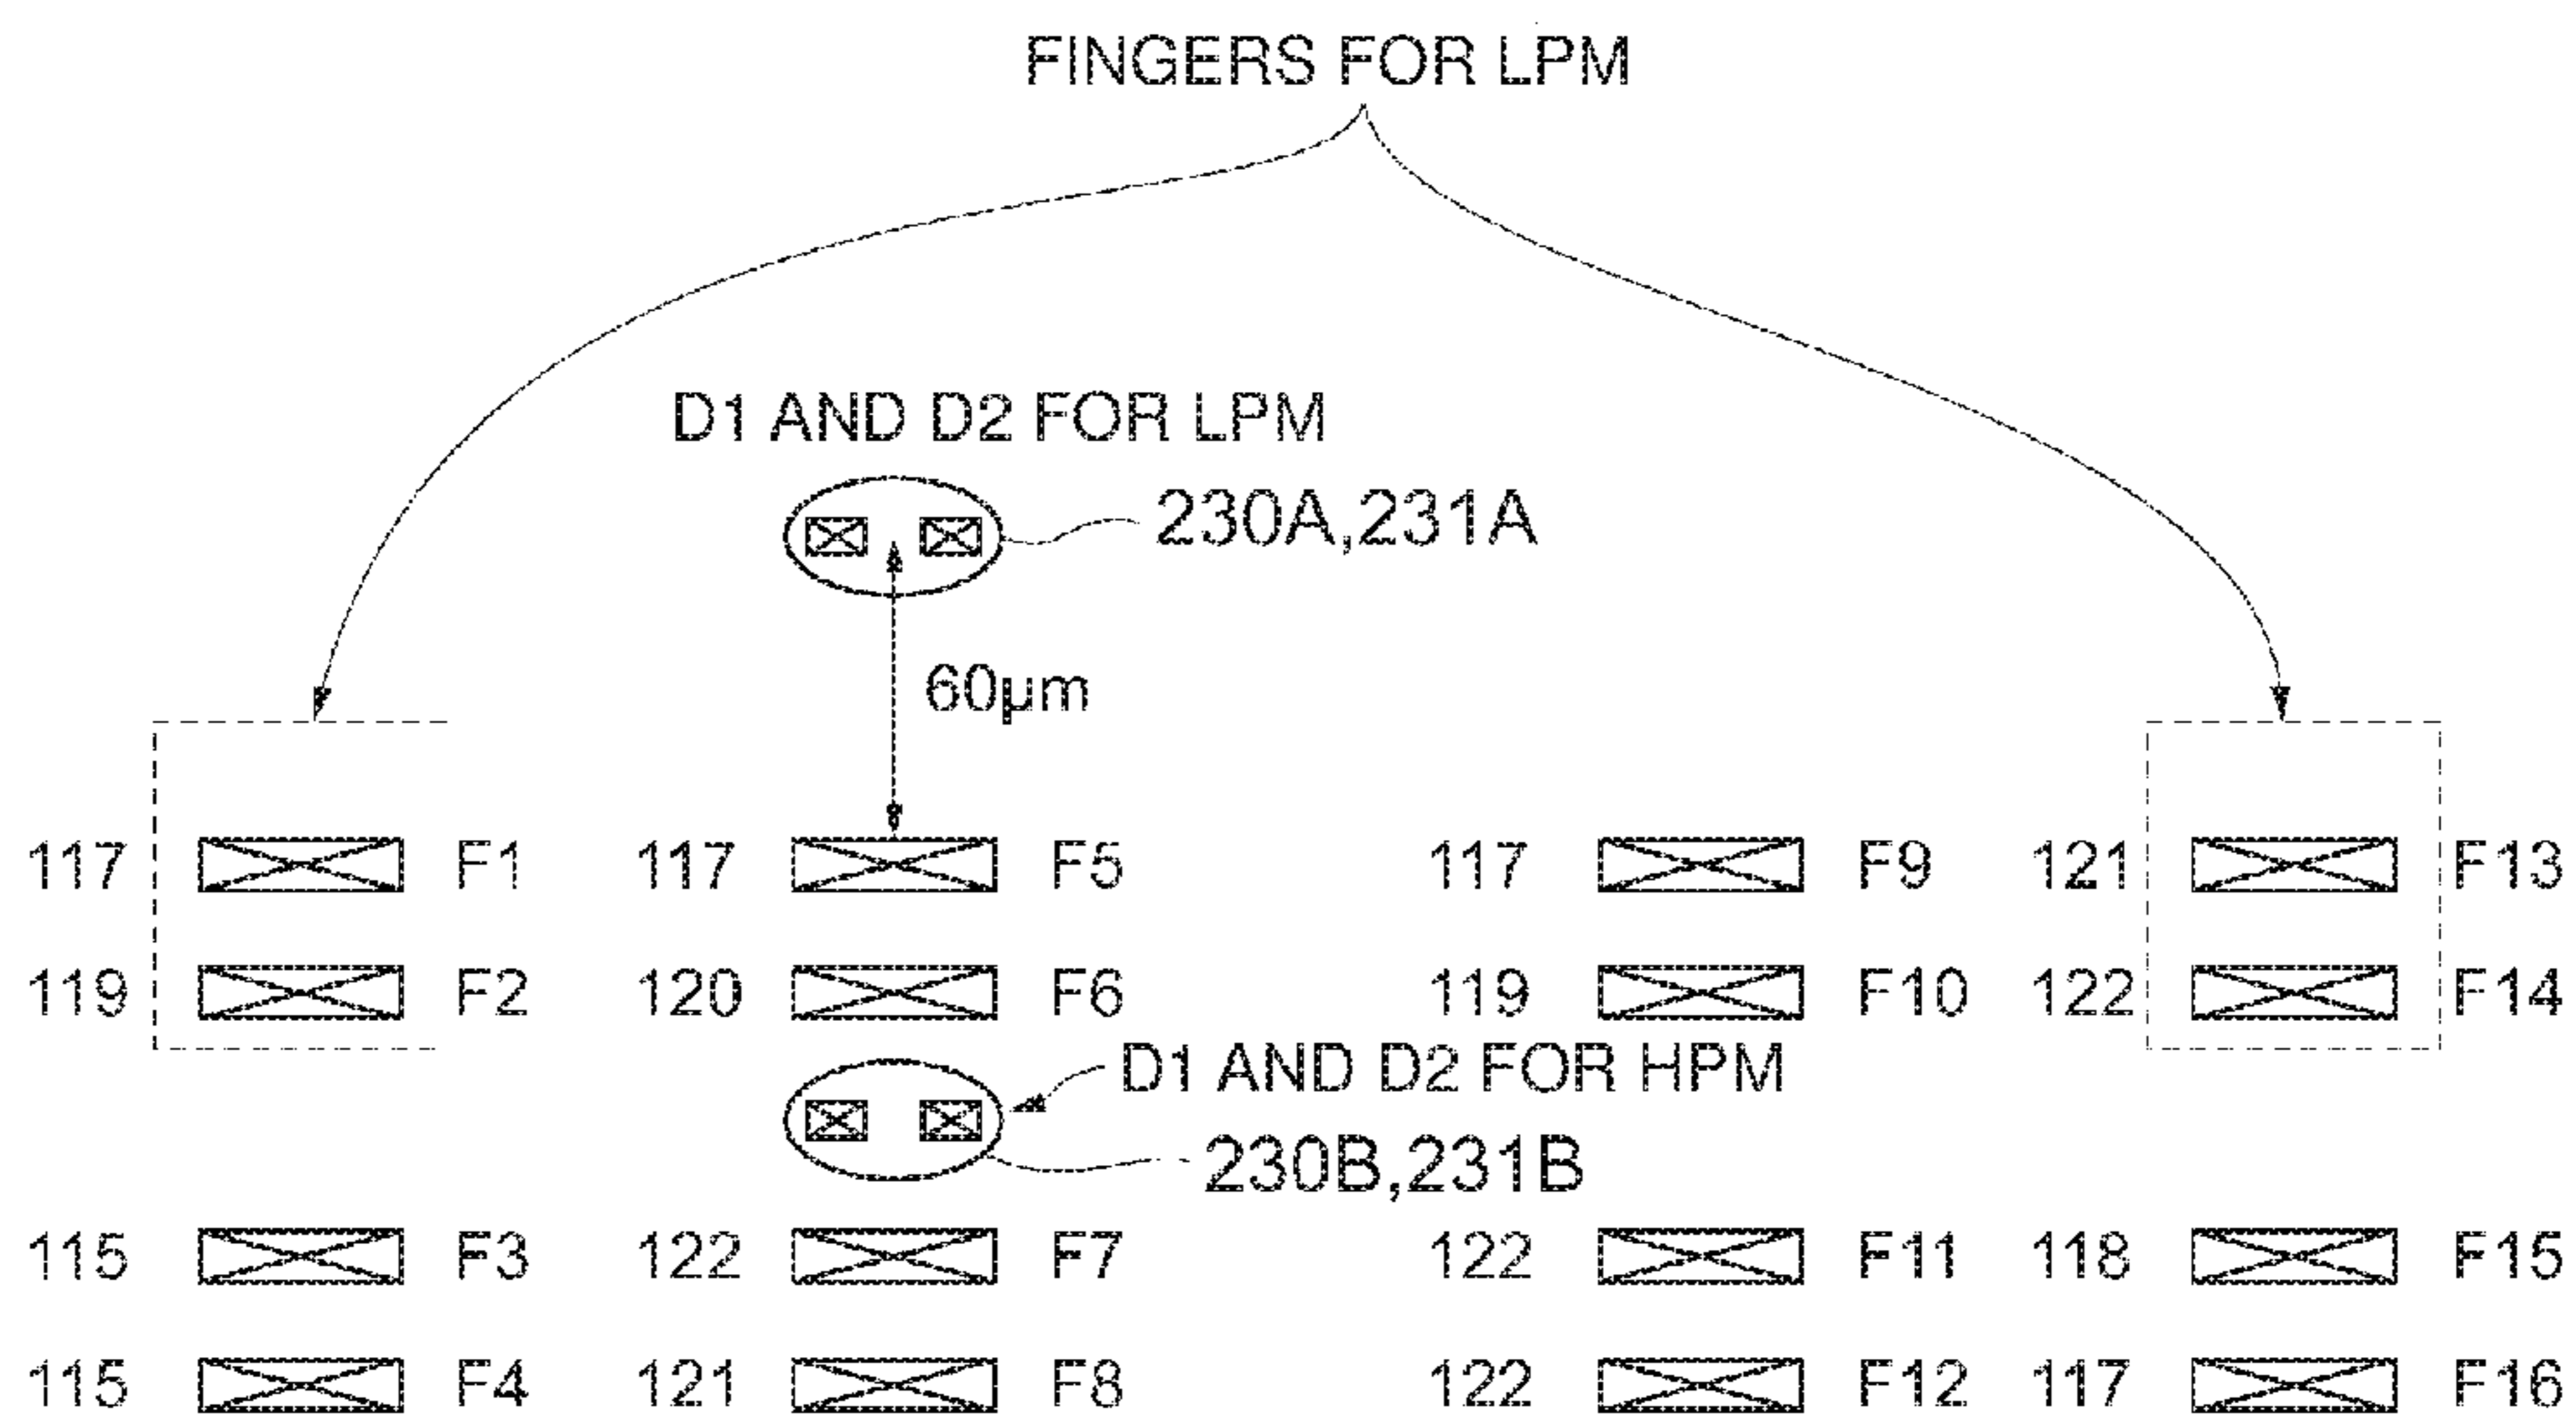 FINGERS FOR LPM
D1 AND D2 FOR LPM
230A,231A
60µm
117 F1 117 F5 117 F9 121 F13
119 F2 120 F6 119 F10 122 F14
D1 AND D2 FOR HPM
230B,231B
115 F3 122 F7 122 F11 118 F15
115 F4 121 F8 122 F12 117 F16